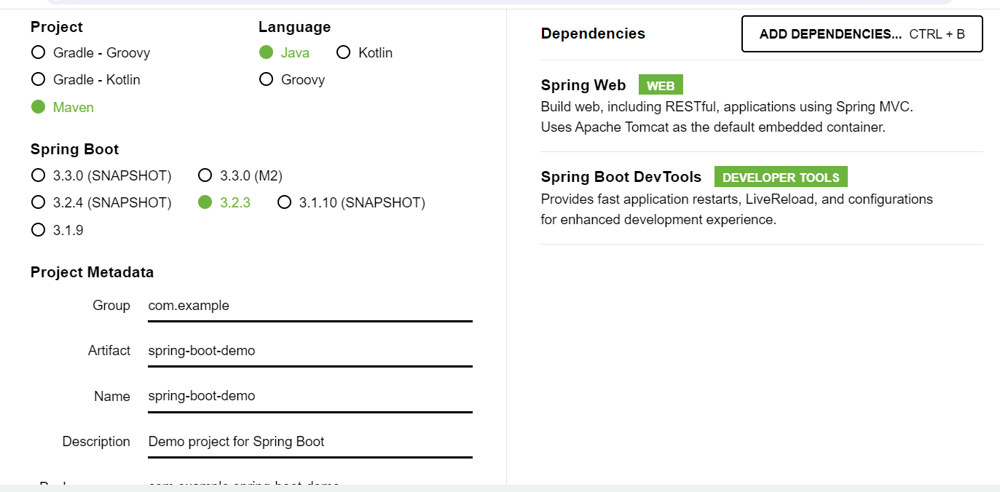 Project
Gradle - Groovy
Gradle - Kotlin
Maven
Language
Java Kotlin
Groovy
Spring Boot
3.3.0 (SNAPSHOT) 3.3.0 (M2)
3.2.4 (SNAPSHOT) 3.2.3 3.1.10 (SNAPSHOT)
3.1.9
Project Metadata
Group com.example
Artifact spring-boot-demo
Name spring-boot-demo
Description Demo project for Spring Boot
Dependencies
ADD DEPENDENCIES... CTRL + B
Spring Web WEB
Build web, including RESTful, applications using Spring MVC.
Uses Apache Tomcat as the default embedded container.
Spring Boot DevTools DEVELOPER TOOLS
Provides fast application restarts, LiveReload, and configurations
for enhanced development experience.